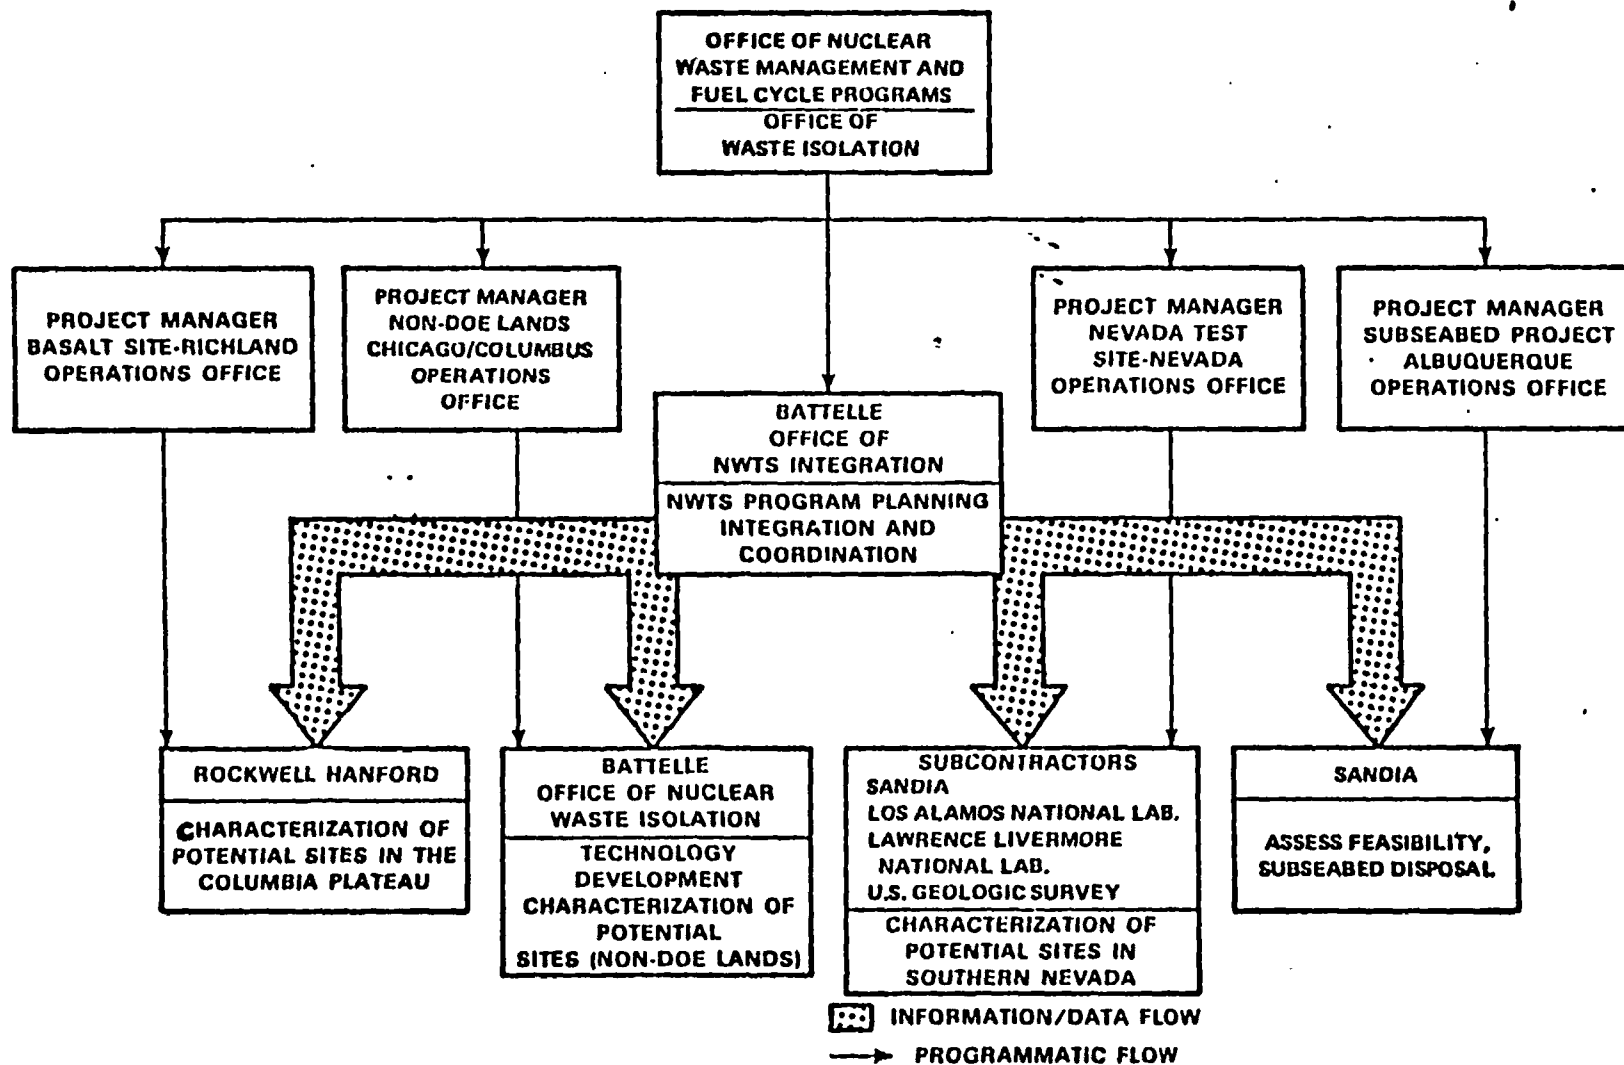 OFFICE OF NUCLEAR
WASTE MANAGEMENT AND
FUEL CYCLE PROGRAMS
OFFICE OF
WASTE ISOLATION
PROJECT MANAGER
BASALT SITE-RICHLAND
OPERATIONS OFFICE
PROJECT MANAGER
NON-DOE LANDS
CHICAGO/COLUMBUS
OPERATIONS
OFFICE
PROJECT MANAGER
NEVADA TEST
SITE-NEVADA
OPERATIONS OFFICE
PROJECT MANAGER
SUBSEABED PROJECT
ALBUQUERQUE
OPERATIONS OFFICE
BATTELLE
OFFICE OF
NWTS INTEGRATION
NWTS PROGRAM PLANNING
INTEGRATION AND
COORDINATION
ROCKWELL HANFORD
CHARACTERIZATION OF
POTENTIAL SITES IN THE
COLUMBIA PLATEAU
BATTELLE
OFFICE OF NUCLEAR
WASTE ISOLATION
TECHNOLOGY
DEVELOPMENT
CHARACTERIZATION OF
POTENTIAL
SITES (NON-DOE LANDS)
SUBCONTRACTORS
SANDIA
LOS ALAMOS NATIONAL LAB.
LAWRENCE LIVERMORE
NATIONAL LAB.
U.S. GEOLOGIC SURVEY
CHARACTERIZATION OF
POTENTIAL SITES IN
SOUTHERN NEVADA
SANDIA
ASSESS FEASIBILITY,
SUBSEABED DISPOSAL
INFORMATION/DATA FLOW
PROGRAMMATIC FLOW